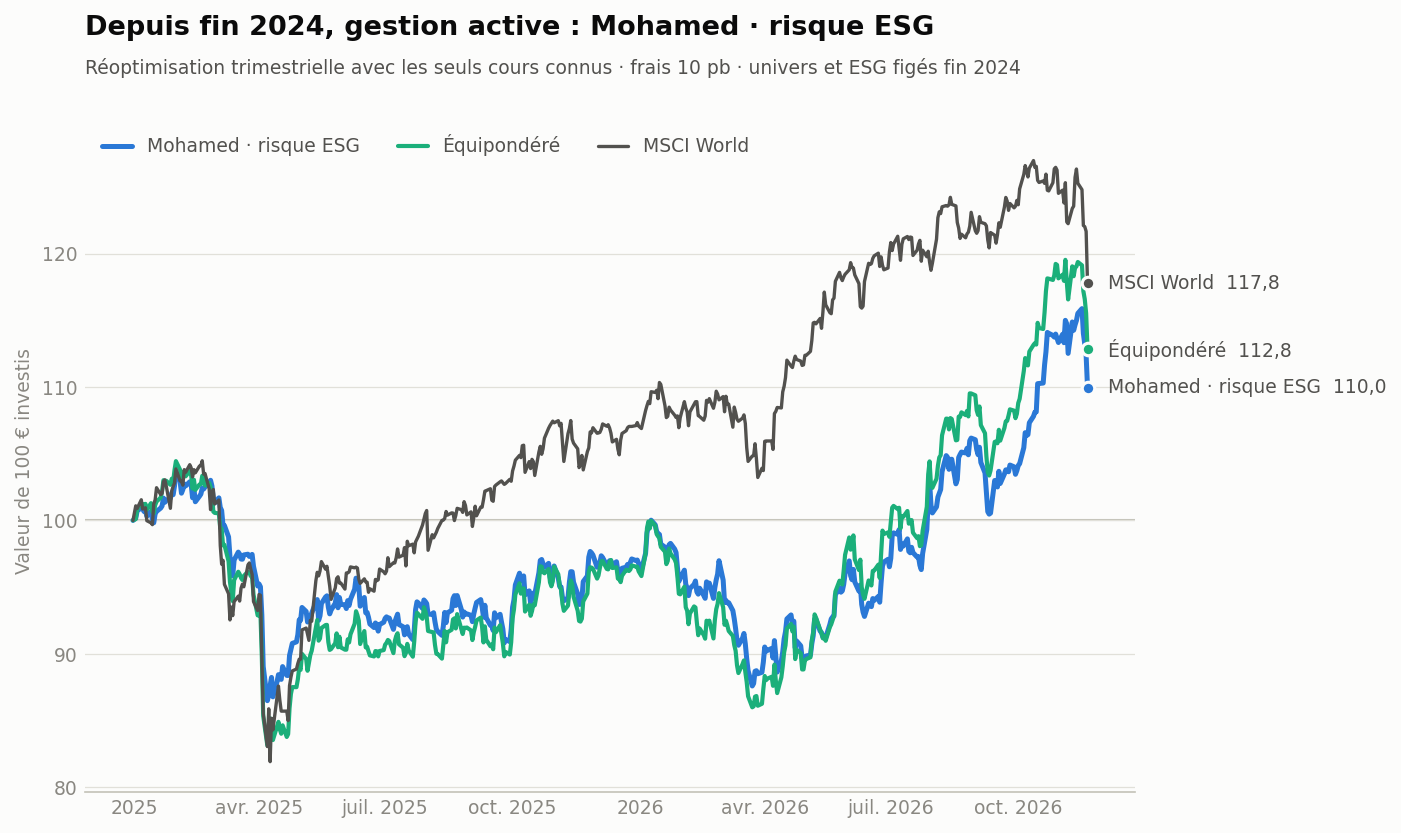 Depuis fin 2024, gestion active : Mohamed · risque ESG
Réoptimisation trimestrielle avec les seuls cours connus · frais 10 pb · univers et ESG figés fin 2024
Mohamed · risque ESG
Équipondéré
MSCI World
Valeur de 100 € investis
120
110
100
90
80
MSCI World 117,8
Équipondéré 112,8
Mohamed · risque ESG 110,0
2025
avr. 2025
juil. 2025
oct. 2025
2026
avr. 2026
juil. 2026
oct. 2026